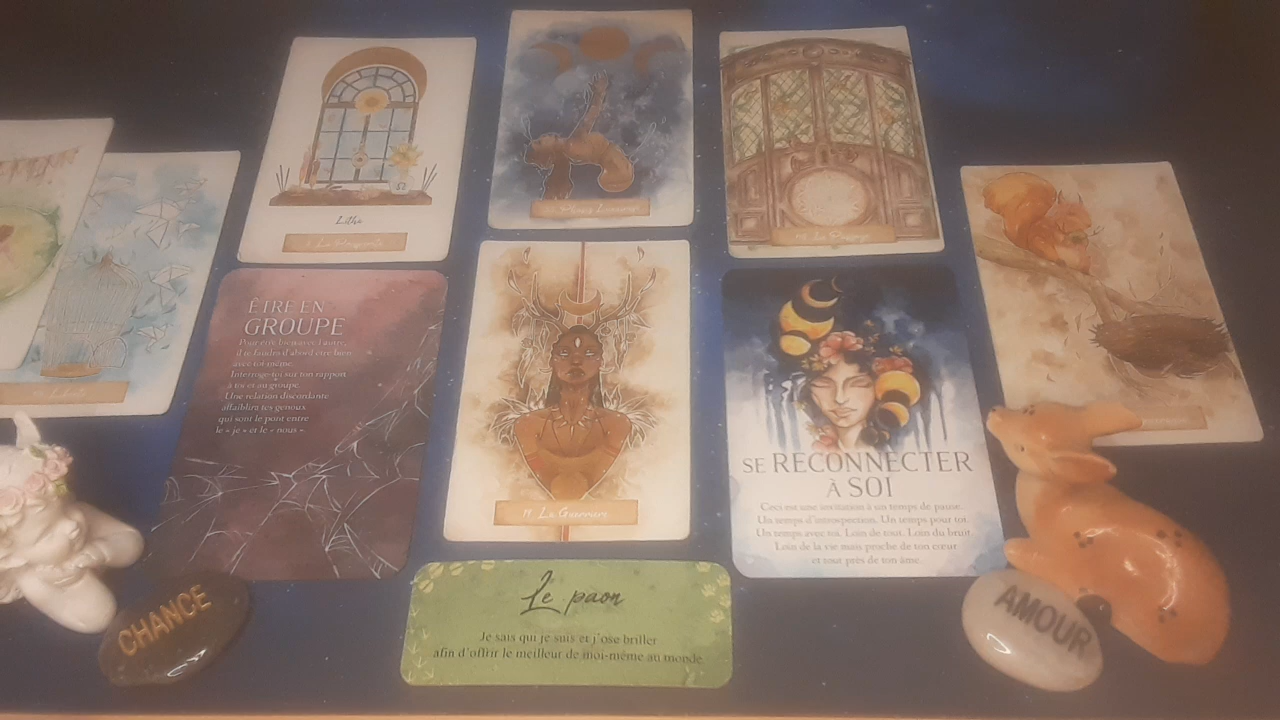 Litha
ÊTRE EN
GROUPE
Pour être bien avec l'autre,
il te faudra d'abord être bien
avec toi-même.
Interroge-toi sur ton rapport
à toi et au groupe.
Une relation discordante
affaiblira tes genoux
qui sont le pont entre
le « je » et le « nous ».
La Guerrière
SE RECONNECTER
À SOI
Ceci est une invitation à un temps de pause.
Un temps d'introspection. Un temps pour toi.
Un temps avec toi. Loin de tout. Loin du bruit.
Loin de la vie mais proche de ton cœur
et tout près de ton âme.
Le paon
Je sais qui je suis et j'ose briller
afin d'offrir le meilleur de moi-même au monde
CHANCE
AMOUR